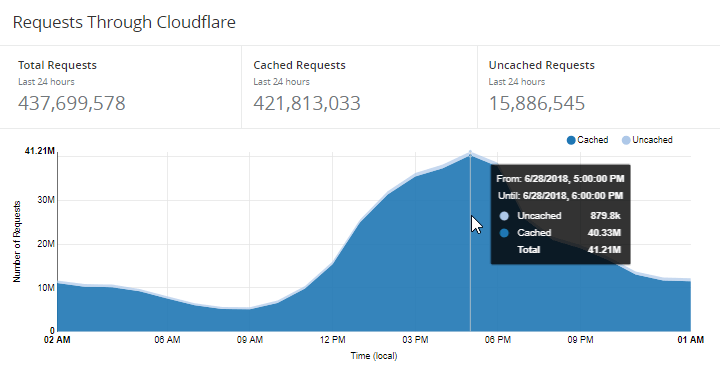 Requests Through Cloudflare
Total Requests
Last 24 hours
437,699,578
Cached Requests
Last 24 hours
421,813,033
Uncached Requests
Last 24 hours
15,886,545
Cached Uncached
41.21M
30M
20M
10M
0
Number of Requests
From: 6/28/2018, 5:00:00 PM
Until: 6/28/2018, 6:00:00 PM
Uncached 879.8k
Cached 40.33M
Total 41.21M
02 AM 06 AM 09 AM 12 PM 03 PM 06 PM 09 PM 01 AM
Time (local)